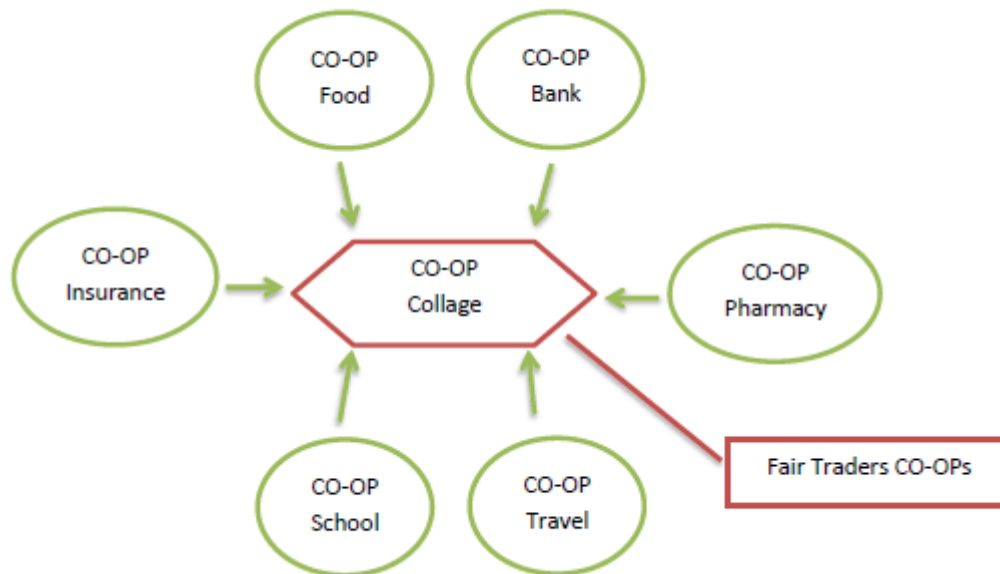 CO-OP
Food
CO-OP
Bank
CO-OP
Insurance
CO-OP
Collage
CO-OP
Pharmacy
CO-OP
School
CO-OP
Travel
Fair Traders CO-OPs